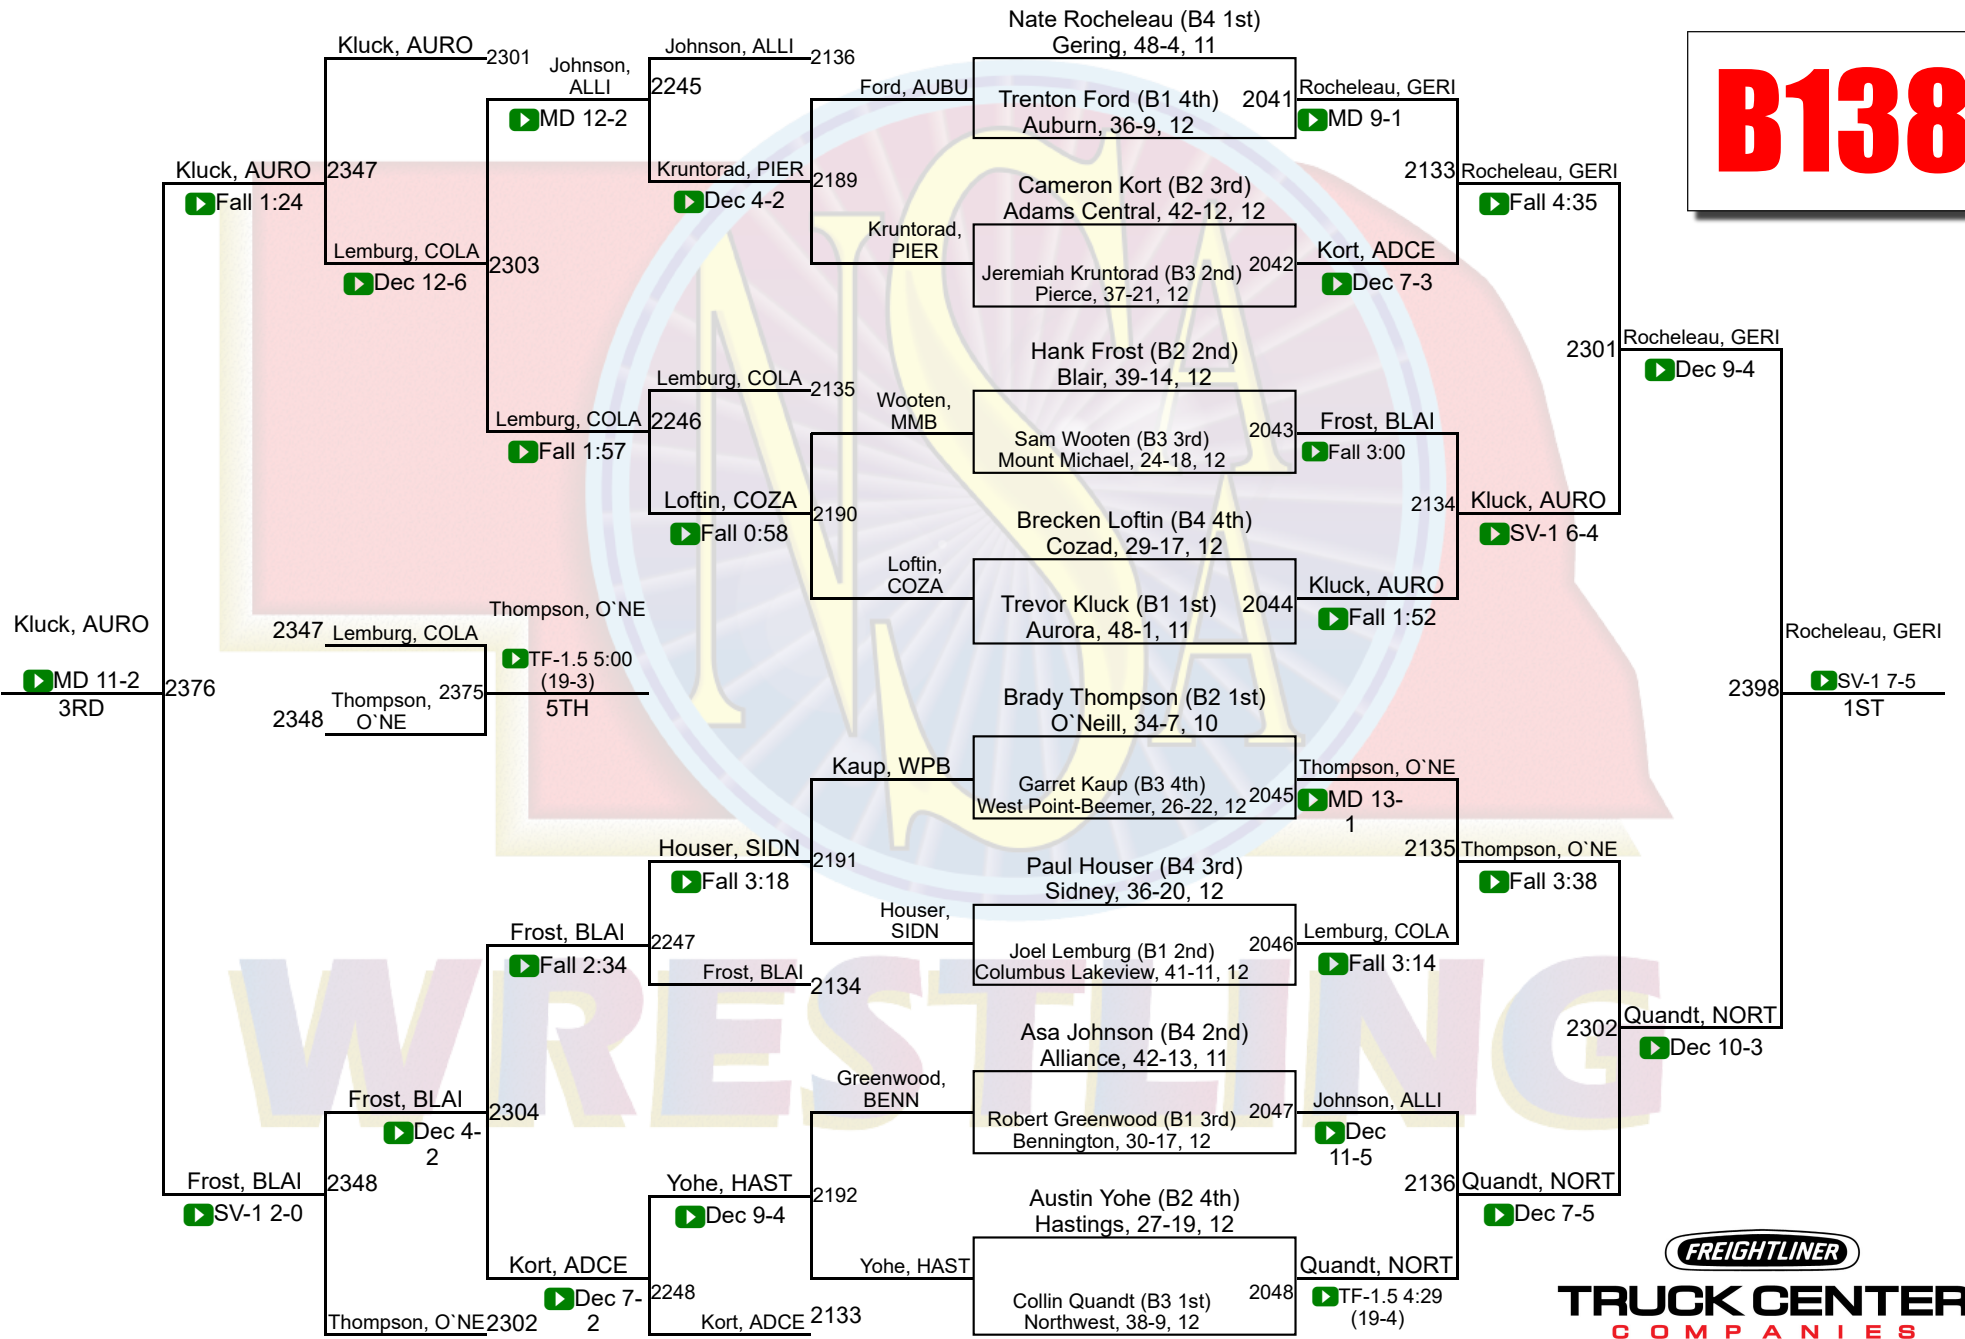 Nate Rocheleau (B4 1st)
Gering, 48-4, 11
Trenton Ford (B1 4th)
Auburn, 36-9, 12
2041
Cameron Kort (B2 3rd)
Adams Central, 42-12, 12
Jeremiah Kruntorad (B3 2nd)
Pierce, 37-21, 12
2042
Hank Frost (B2 2nd)
Blair, 39-14, 12
Sam Wooten (B3 3rd)
Mount Michael, 24-18, 12
2043
Brecken Loftin (B4 4th)
Cozad, 29-17, 12
Trevor Kluck (B1 1st)
Aurora, 48-1, 11
2044
Brady Thompson (B2 1st)
O`Neill, 34-7, 10
Garret Kaup (B3 4th)
West Point-Beemer, 26-22, 12
2045
Paul Houser (B4 3rd)
Sidney, 36-20, 12
Joel Lemburg (B1 2nd)
Columbus Lakeview, 41-11, 12
2046
Asa Johnson (B4 2nd)
Alliance, 42-13, 11
Robert Greenwood (B1 3rd)
Bennington, 30-17, 12
2047
Austin Yohe (B2 4th)
Hastings, 27-19, 12
Collin Quandt (B3 1st)
Northwest, 38-9, 12
2048
Rocheleau, GERI
MD 9-1
2133
Kort, ADCE
Dec 7-3
Frost, BLAI
Fall 3:00
2134
Kluck, AURO
Fall 1:52
Thompson, O`NE
MD 13-
1
2135
Lemburg, COLA
Fall 3:14
Johnson, ALLI
Dec
11-5
2136
Quandt, NORT
TF-1.5 4:29
(19-4)
Rocheleau, GERI
Fall 4:35
2301
Kluck, AURO
SV-1 6-4
Thompson, O`NE
Fall 3:38
2302
Quandt, NORT
Dec 7-5
Rocheleau, GERI
Dec 9-4
2398
Quandt, NORT
Dec 10-3
Rocheleau, GERI
SV-1 7-5
1ST
Ford, AUBU
2189
Kruntorad,
PIER
Wooten,
MMB
2190
Loftin,
COZA
Kaup, WPB
2191
Houser,
SIDN
Greenwood,
BENN
2192
Yohe, HAST
Johnson, ALLI
2136
2245
Kruntorad, PIER
Dec 4-2
Lemburg, COLA
2135
2246
Loftin, COZA
Fall 0:58
Houser, SIDN
Fall 3:18
2247
Frost, BLAI
2134
Yohe, HAST
Dec 9-4
2248
Kort, ADCE
2133
Johnson,
ALLI
MD 12-2
2303
Lemburg, COLA
Fall 1:57
Frost, BLAI
Fall 2:34
2304
Kort, ADCE
Dec 7-
2
Kluck, AURO
2301
2347
Lemburg, COLA
Dec 12-6
Frost, BLAI
Dec 4-
2
2348
Thompson, O`NE
2302
Kluck, AURO
Fall 1:24
2376
Frost, BLAI
SV-1 2-0
Kluck, AURO
MD 11-2
3RD
2347
Lemburg, COLA
2348
Thompson,
O`NE
2375
Thompson, O`NE
TF-1.5 5:00
(19-3)
5TH
B138
NSAA
WRESTLING
FREIGHTLINER
TRUCK CENTER
COMPANIES